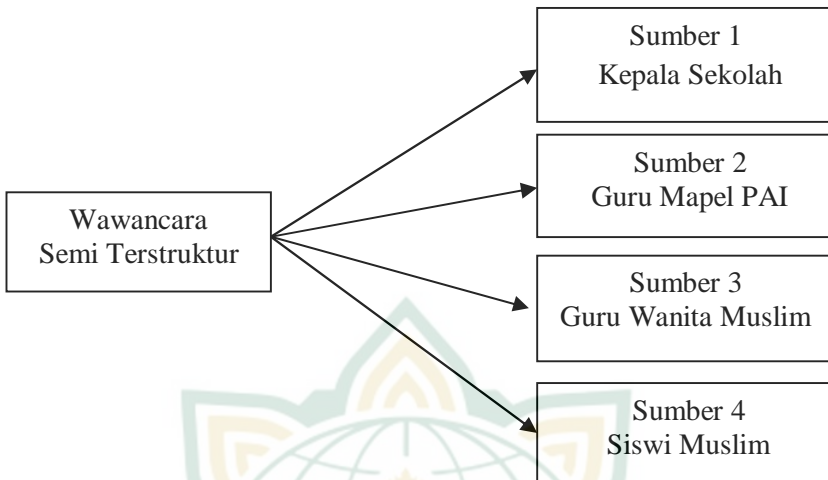 Sumber 1
Kepala Sekolah
Sumber 2
Guru Mapel PAI
Wawancara
Semi Terstruktur
Sumber 3
Guru Wanita Muslim
Sumber 4
Siswi Muslim